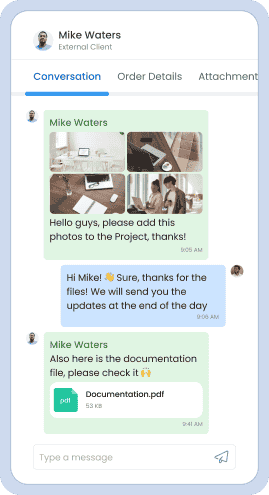 Mike Waters
External Client
Conversation Order Details Attachment
Mike Waters
Hello guys, please add this
photos to the Project, thanks!
9:05 AM
Hi Mike! 👋 Sure, thanks for the
files! We will send you the
updates at the end of the day
9:06 AM
Mike Waters
Also here is the documentation
file, please check it 🙌
pdf
Documentation.pdf
53 KB
9:41 AM
Type a message